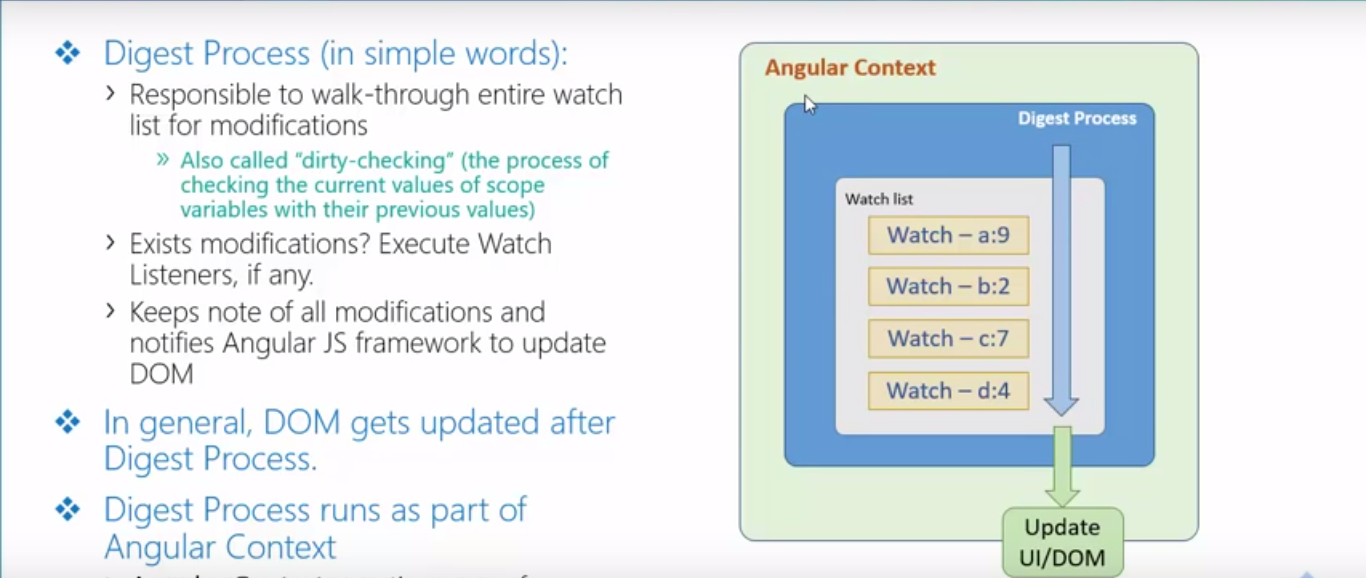 Digest Process (in simple words):
Responsible to walk-through entire watch
list for modifications
Also called "dirty-checking" (the process of
checking the current values of scope
variables with their previous values)
Exists modifications? Execute Watch
Listeners, if any.
Keeps note of all modifications and
notifies Angular JS framework to update
DOM
In general, DOM gets updated after
Digest Process.
Digest Process runs as part of
Angular Context
Angular Context
Digest Process
Watch list
Watch – a:9
Watch – b:2
Watch – c:7
Watch – d:4
Update
UI/DOM